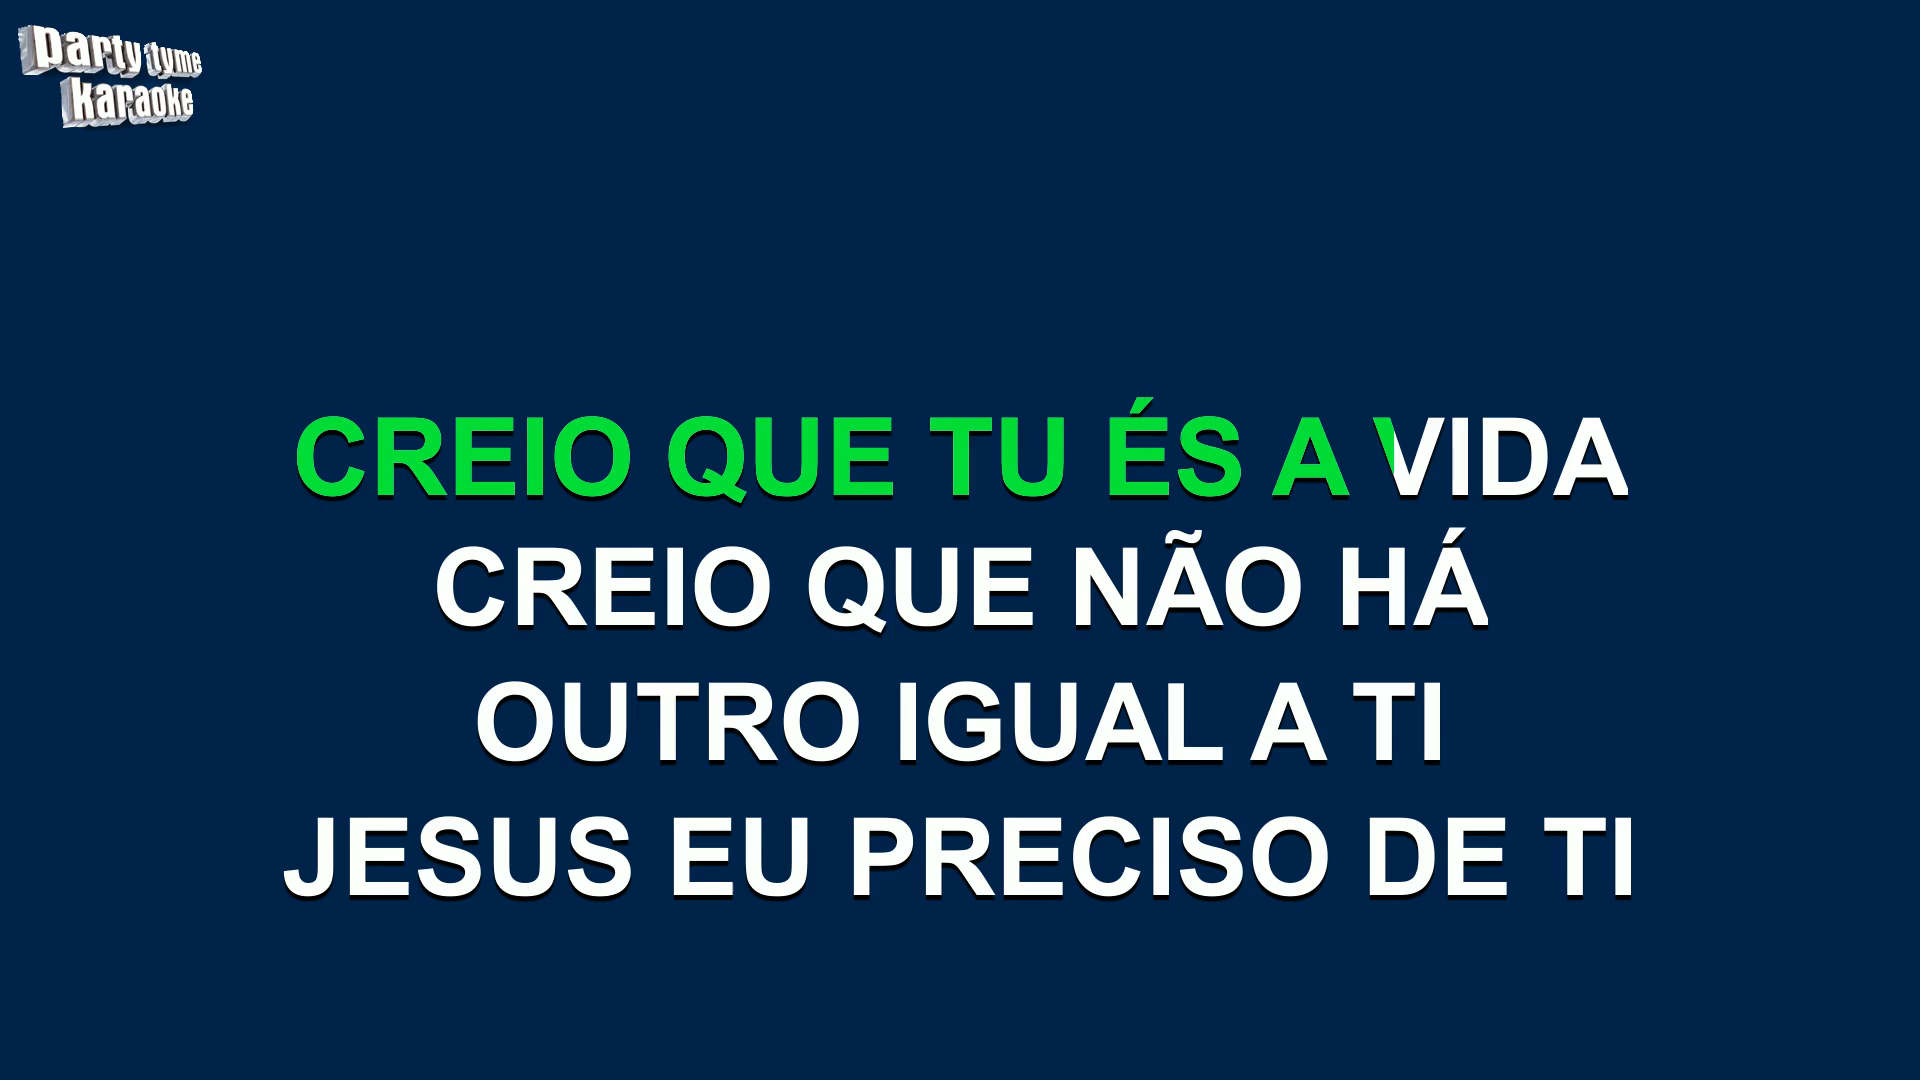 party tyme
karaoke
CREIO QUE TU ÉS A VIDA
CREIO QUE NÃO HÁ
OUTRO IGUAL A TI
JESUS EU PRECISO DE TI